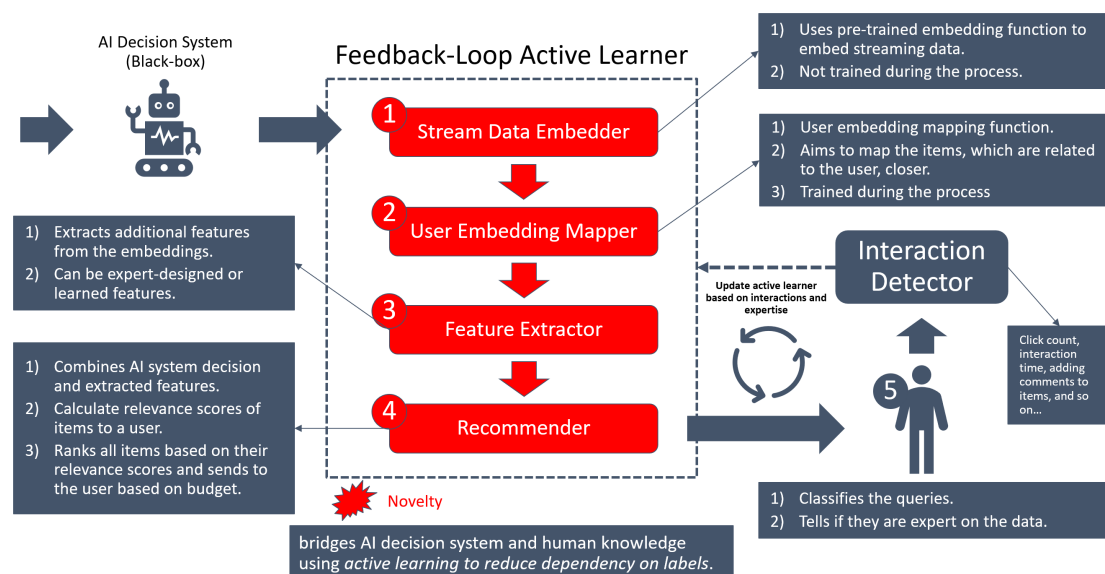 AI Decision System
(Black-box)
Feedback-Loop Active Learner
1
Stream Data Embedder
2
User Embedding Mapper
3
Feature Extractor
4
Recommender
1) Uses pre-trained embedding function to
embed streaming data.
2) Not trained during the process.
1) User embedding mapping function.
2) Aims to map the items, which are related
to the user, closer.
3) Trained during the process
1) Extracts additional features
from the embeddings.
2) Can be expert-designed or
learned features.
1) Combines AI system decision
and extracted features.
2) Calculate relevance scores of
items to a user.
3) Ranks all items based on their
relevance scores and sends to
the user based on budget.
Interaction
Detector
Update active learner
based on interactions and
expertise
Click count,
interaction
time, adding
comments to
items, and so
on...
5
1) Classifies the queries.
2) Tells if they are expert on the data.
Novelty
bridges AI decision system and human knowledge
using active learning to reduce dependency on labels.